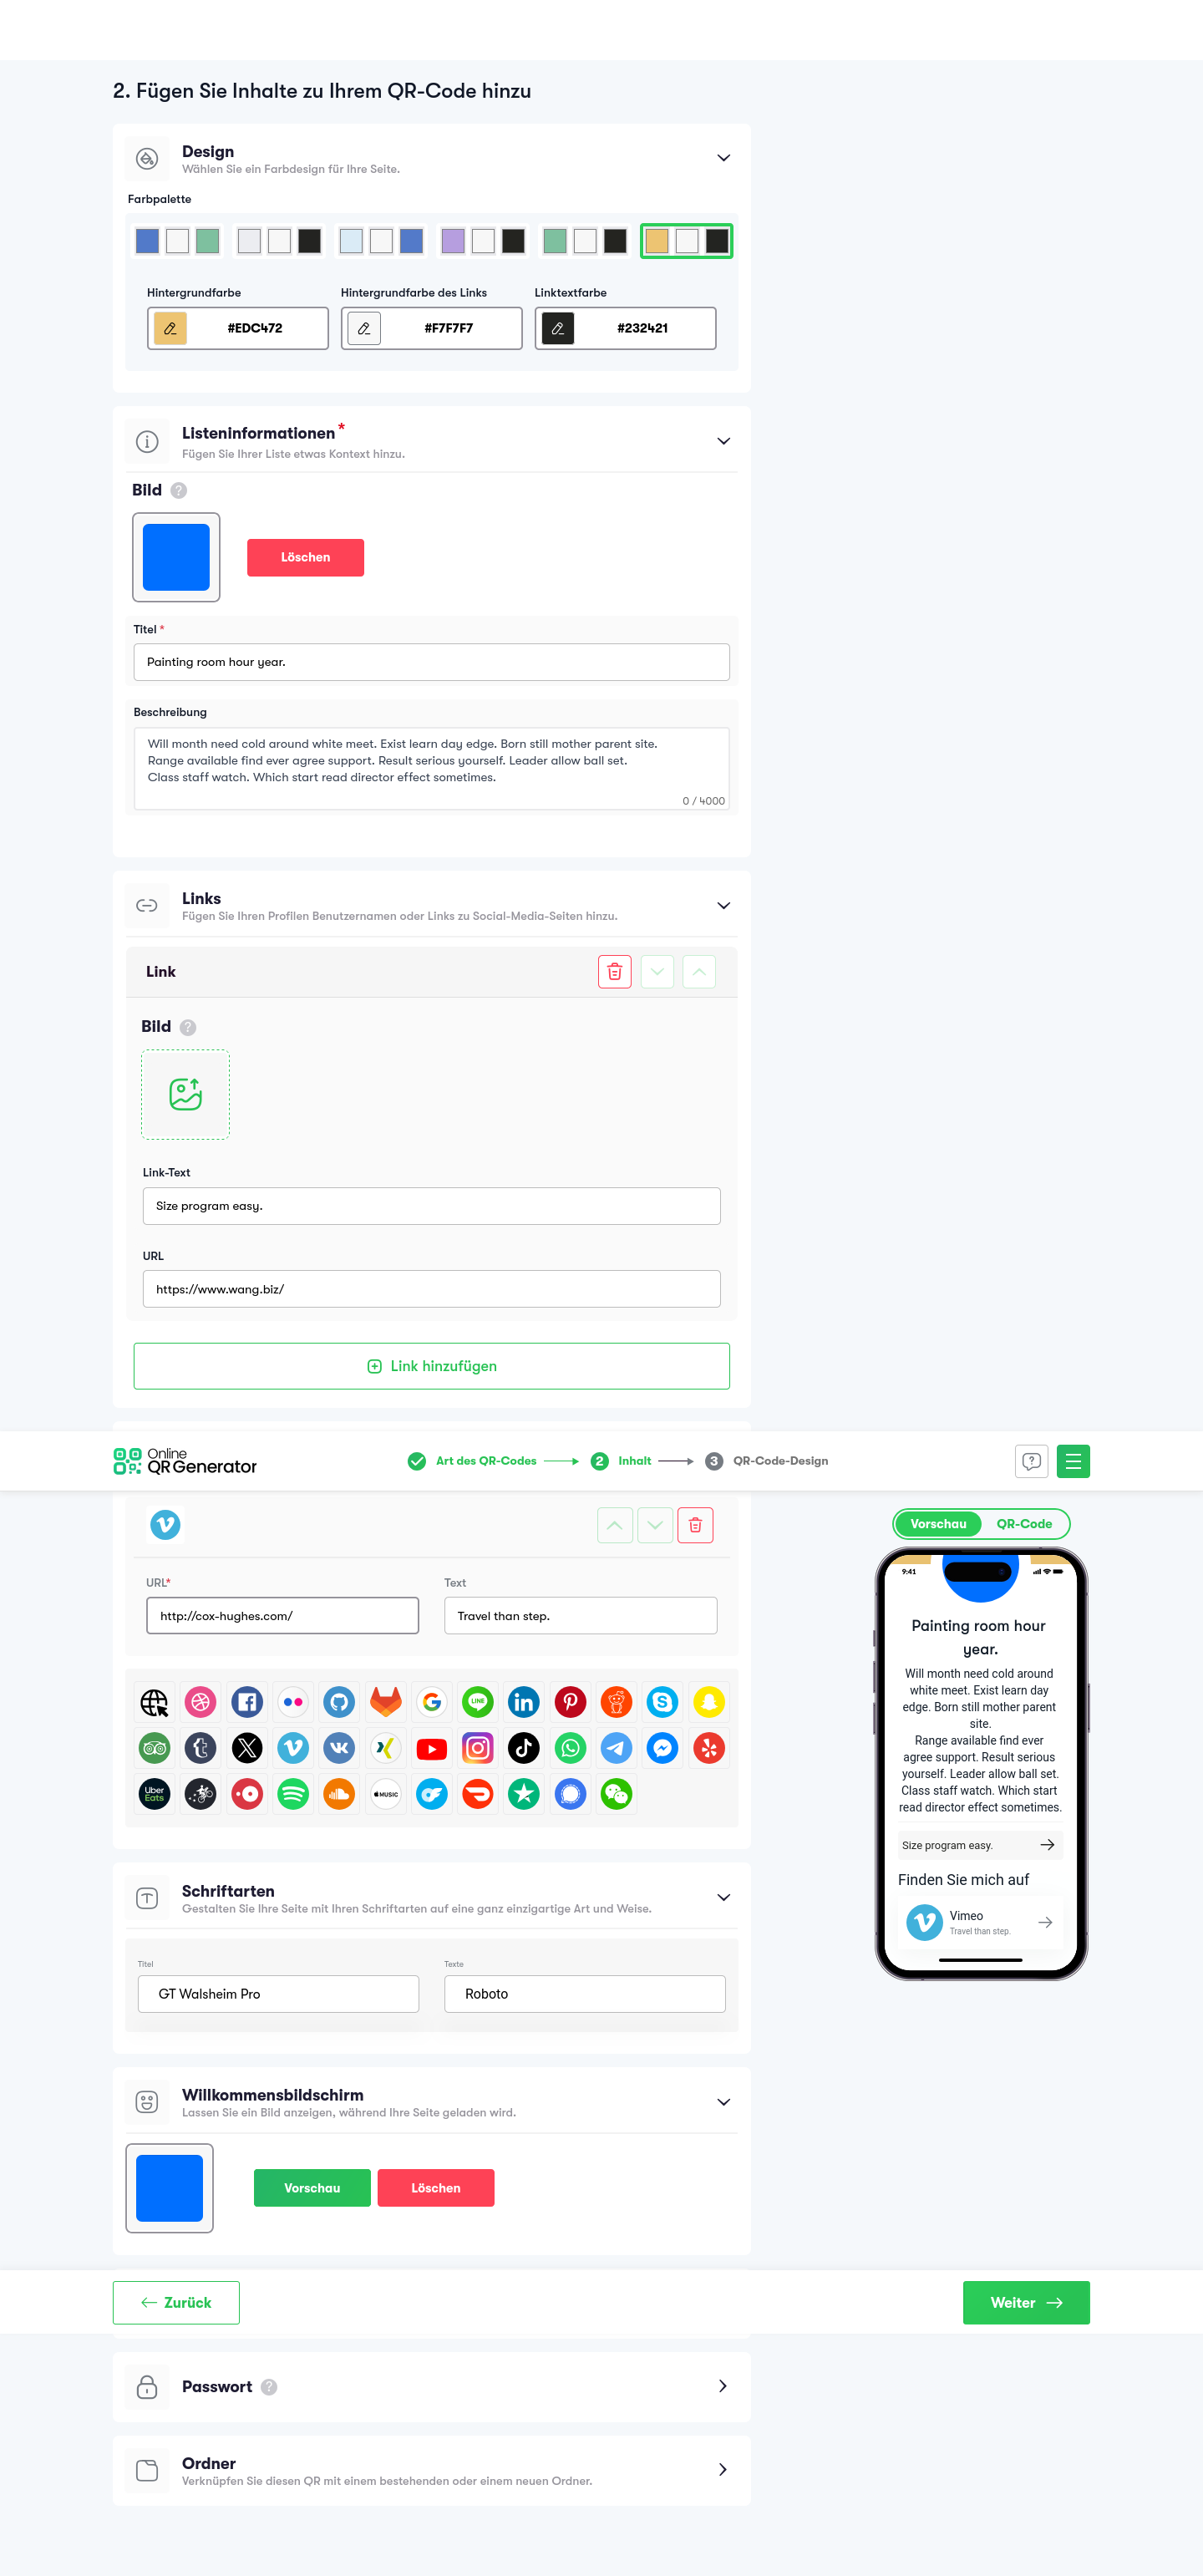 2. Fügen Sie Inhalte zu Ihrem QR-Code hinzu
Design
Wählen Sie ein Farbdesign für Ihre Seite.
Farbpalette
Hintergrundfarbe
Hintergrundfarbe des Links
Linktextfarbe
#EDC472
#F7F7F7
#232421
Listeninformationen*
Fügen Sie Ihrer Liste etwas Kontext hinzu.
Bild ?
Löschen
Titel *
Painting room hour year.
Beschreibung
Will month need cold around white meet. Exist learn day edge. Born still mother parent site.
Range available find ever agree support. Result serious yourself. Leader allow ball set.
Class staff watch. Which start read director effect sometimes.
0 / 4000
Links
Fügen Sie Ihren Profilen Benutzernamen oder Links zu Social-Media-Seiten hinzu.
Link
Bild ?
Link-Text
Size program easy.
URL
https://www.wang.biz/
Link hinzufügen
Online
QR Generator
Art des QR-Codes
2 Inhalt
3 QR-Code-Design
URL*
Text
http://cox-hughes.com/
Travel than step.
LINE
Uber
Eats
MUSIC
Vorschau
QR-Code
9:41
Painting room hour
year.
Will month need cold around
white meet. Exist learn day
edge. Born still mother parent
site.
Range available find ever
agree support. Result serious
yourself. Leader allow ball set.
Class staff watch. Which start
read director effect sometimes.
Size program easy.
Finden Sie mich auf
Vimeo
Travel than step.
Schriftarten
Gestalten Sie Ihre Seite mit Ihren Schriftarten auf eine ganz einzigartige Art und Weise.
Titel
Texte
GT Walsheim Pro
Roboto
Willkommensbildschirm
Lassen Sie ein Bild anzeigen, während Ihre Seite geladen wird.
Vorschau
Löschen
Zurück
Weiter
Passwort ?
Ordner
Verknüpfen Sie diesen QR mit einem bestehenden oder einem neuen Ordner.